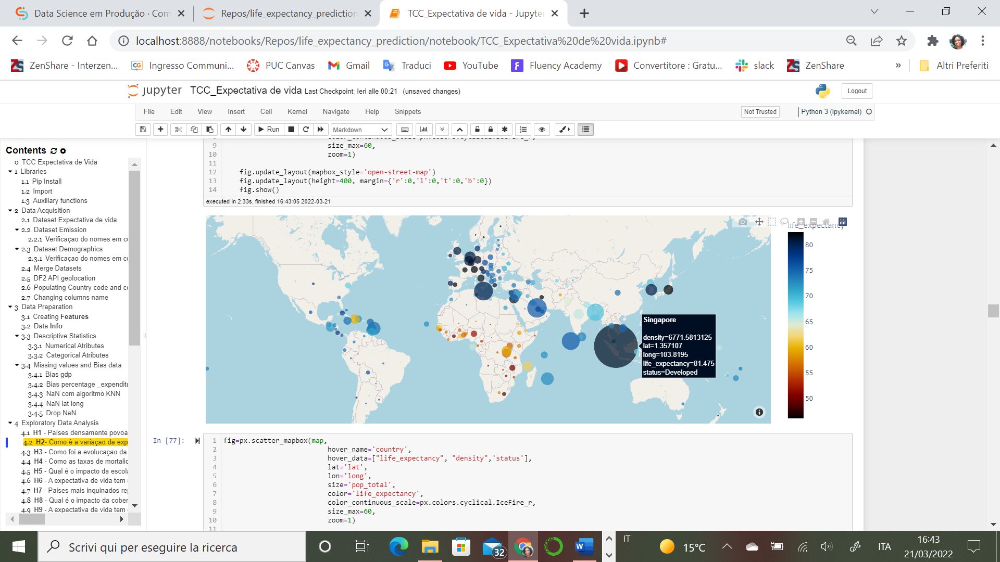 Data Science em Produção · Com
Repos/life_expectancy_prediction
TCC_Expectativa de vida - Jupyte
localhost:8888/notebooks/Repos/life_expectancy_prediction/notebook/TCC_Expectativa%20de%20vida.ipynb#
ZenShare - Interzen...
Ingresso Communi...
PUC Canvas
Gmail
Traduci
YouTube
Fluency Academy
Convertitore : Gratu...
slack
ZenShare
»
Altri Preferiti
jupyter TCC_Expectativa de vida Last Checkpoint: Ieri alle 00:21 (unsaved changes)
Logout
File Edit View Insert Cell Kernel Navigate Help Snippets
Not Trusted
Python 3 (ipykernel)
Run
Markdown
Contents
TCC Expectativa de Vida
1 Libraries
1.1 Pip Install
1.2 Import
1.3 Auxiliary functions
2 Data Acquisition
2.1 Dataset Expectativa de vida
2.2 Dataset Emission
2.2.1 Verificaçao do nomes em co
2.3 Dataset Demographics
2.3.1 Verificaçao do nomes em co
2.4 Merge Datasets
2.5 DF2 API geolocation
2.6 Populating Country code and co
2.7 Changing columns name
3 Data Preparation
3.1 Creating Features
3.2 Data Info
3.3 Descriptive Statistics
3.3.1 Numerical Atributes
3.3.2 Categorical Atributes
3.4 Missing values and Bias data
3.4.1 Bias gdp
3.4.2 Bias percentage _expenditu
3.4.3 NaN com algoritmo KNN
3.4.4 NaN lat long
3.4.5 Drop NaN
4 Exploratory Data Analysis
4.1 H1 - Países densamente povoa
4.2 H2- Como è a variaçao da exp
4.3 H3 - Como foi a evolucaçao da
4.4 H4 - Como as taxas de mortalid
4.5 H5 - Qual é o impacto da escola
4.6 H6 - A expectativa de vida tem
4.7 H7 - Paises mais inquinados re
4.8 H8 - Qual é o impacto da cober
4.9 H9 - A expectativa de vida tem
9 size_max=60,
10 zoom=1)
11
12 fig.update_layout(mapbox_style='open-street-map')
13 fig.update_layout(height=400, margin={'r':0,'l':0,'t':0,'b':0})
14 fig.show()
executed in 2.33s, finished 16:43:05 2022-03-21
life_expectancy
80
75
70
65
60
55
50
Singapore
density=6771.5813125
lat=1.357107
long=103.8195
life_expectancy=81.475
status=Developed
In [77]:
1 fig=px.scatter_mapbox(map,
2 hover_name='country',
3 hover_data=["life_expectancy", "density",'status'],
4 lat='lat',
5 lon='long',
6 size='pop_total',
7 color='life_expectancy',
8 color_continuous_scale=px.colors.cyclical.IceFire_r,
9 size_max=60,
10 zoom=1)
11
Scrivi qui per eseguire la ricerca
32
IT
15°C
ITA
16:43
21/03/2022